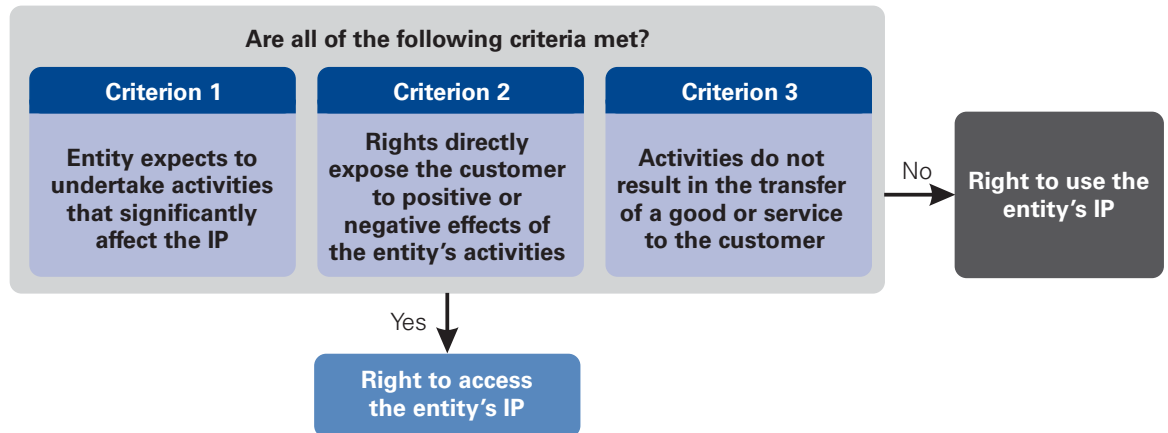 Are all of the following criteria met?
Criterion 1
Entity expects to
undertake activities
that significantly
affect the IP
Criterion 2
Rights directly
expose the customer
to positive or
negative effects of
the entity’s activities
Criterion 3
Activities do not
result in the transfer
of a good or service
to the customer
No
Right to use the
entity’s IP
Yes
Right to access
the entity’s IP